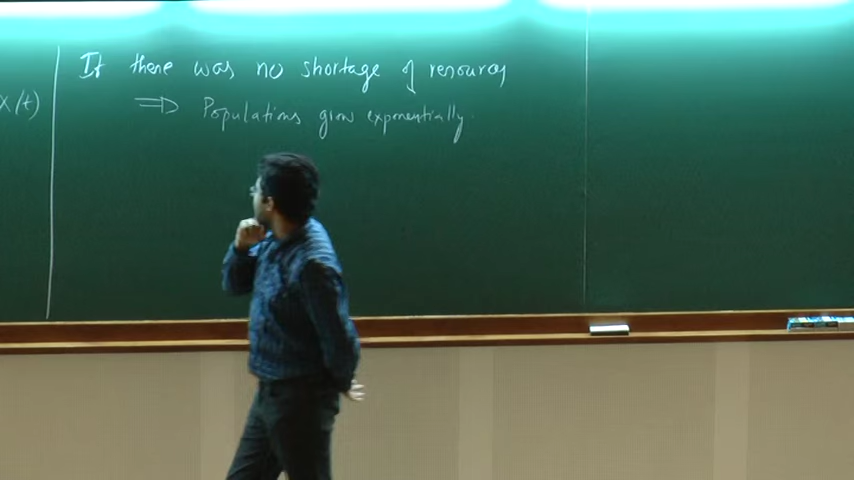 If there was no shortage of resources
⇒ Populations grow exponentially.
X(t)